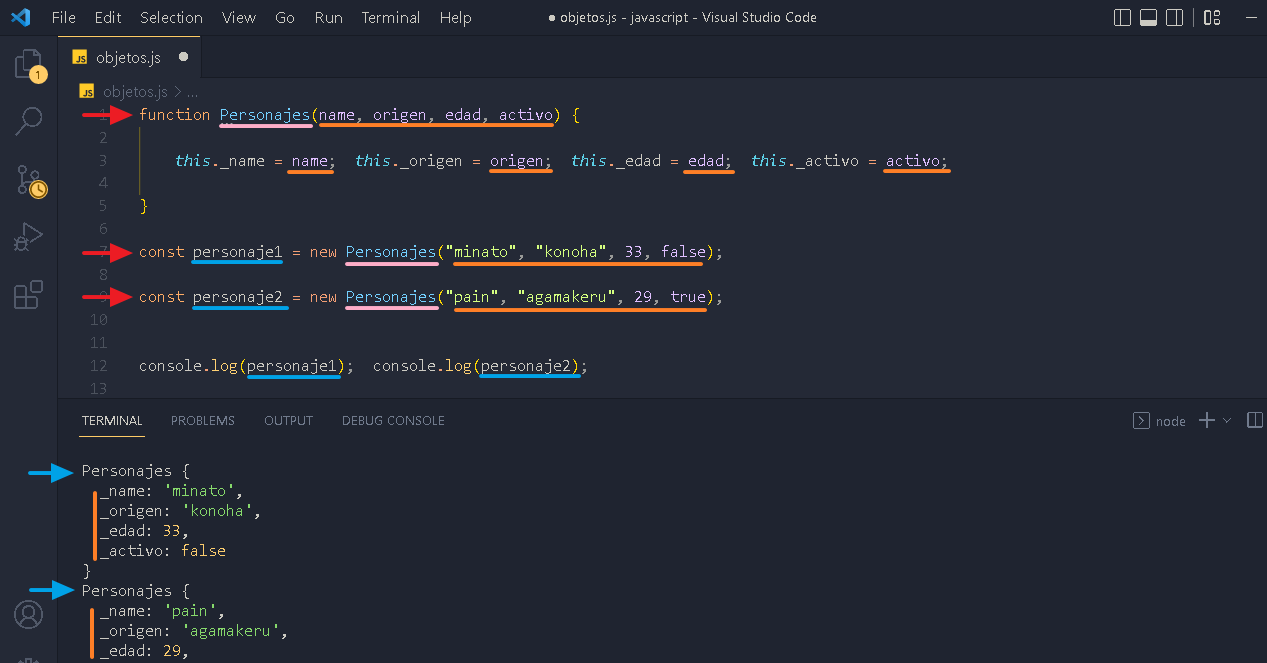 File Edit Selection View Go Run Terminal Help ● objetos.js - javascript - Visual Studio Code
JS objetos.js ●
1
JS objetos.js > ...
1 function Personajes(name, origen, edad, activo) {
2
3 this._name = name; this._origen = origen; this._edad = edad; this._activo = activo;
4
5 }
6
7 const personaje1 = new Personajes("minato", "konoha", 33, false);
8
9 const personaje2 = new Personajes("pain", "agamakeru", 29, true);
10
11
12 console.log(personaje1); console.log(personaje2);
13
TERMINAL PROBLEMS OUTPUT DEBUG CONSOLE node
Personajes {
_name: 'minato',
_origen: 'konoha',
_edad: 33,
_activo: false
}
Personajes {
_name: 'pain',
_origen: 'agamakeru',
_edad: 29,